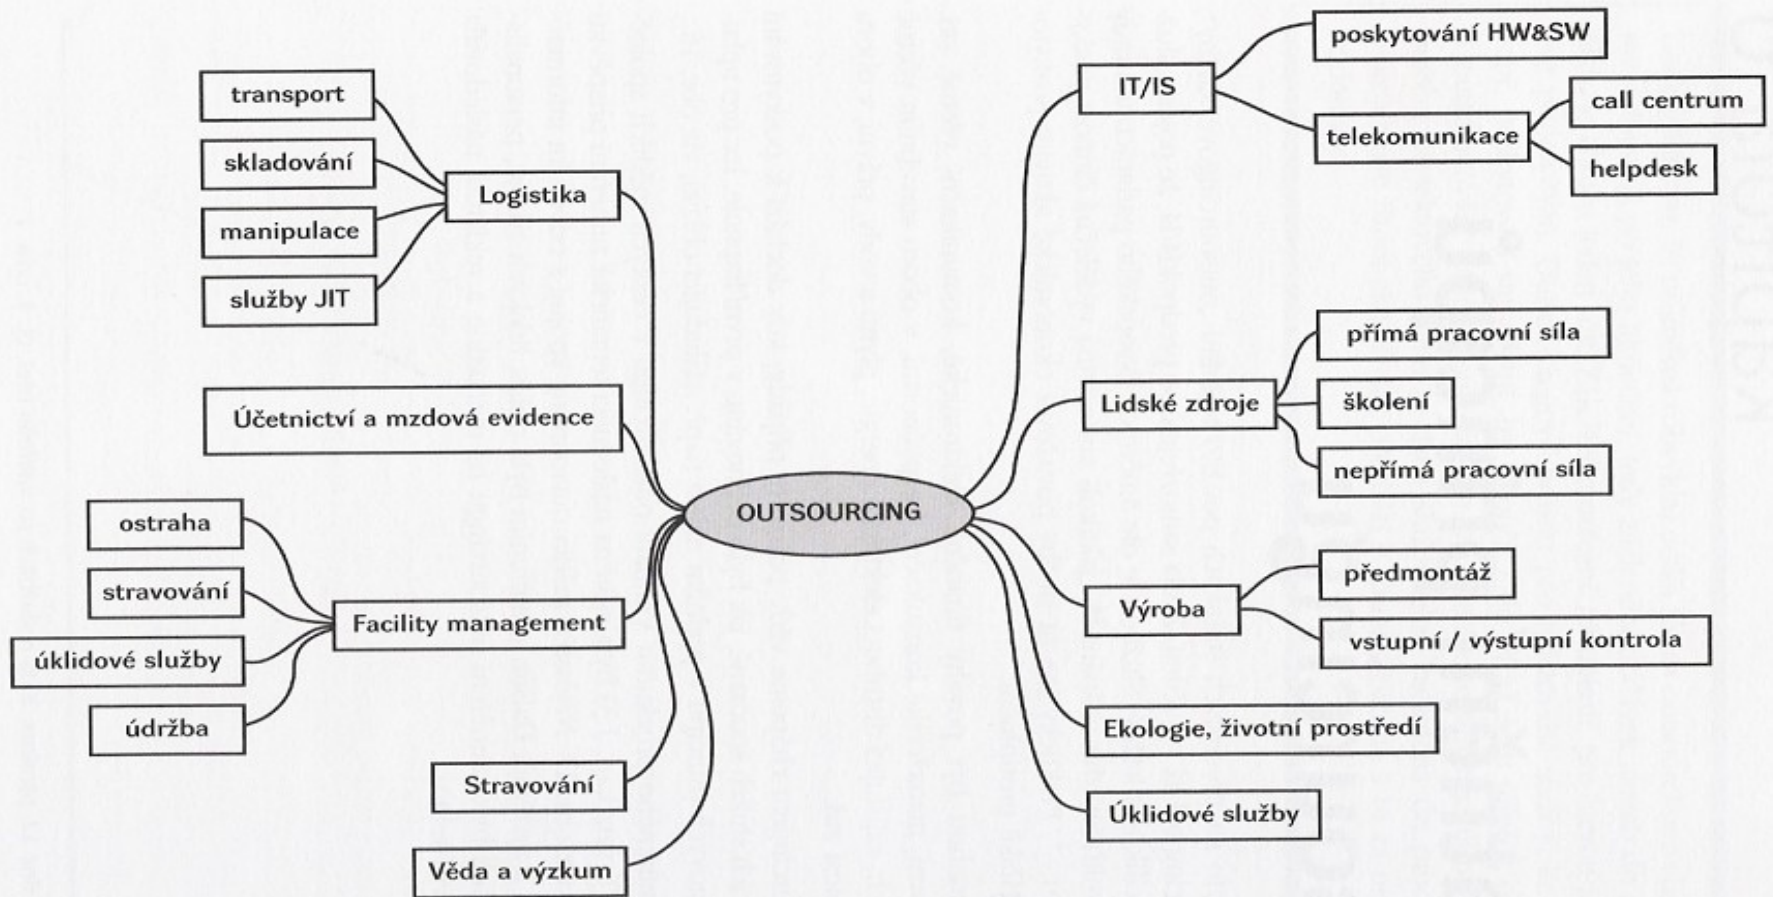 transport
skladování
manipulace
služby JIT
Logistika
Účetnictví a mzdová evidence
ostraha
stravování
úklidové služby
údržba
Facility management
Stravování
Věda a výzkum
OUTSOURCING
IT/IS
poskytování HW&SW
telekomunikace
call centrum
helpdesk
Lidské zdroje
přímá pracovní síla
školení
nepřímá pracovní síla
Výroba
předmontáž
vstupní / výstupní kontrola
Ekologie, životní prostředí
Úklidové služby